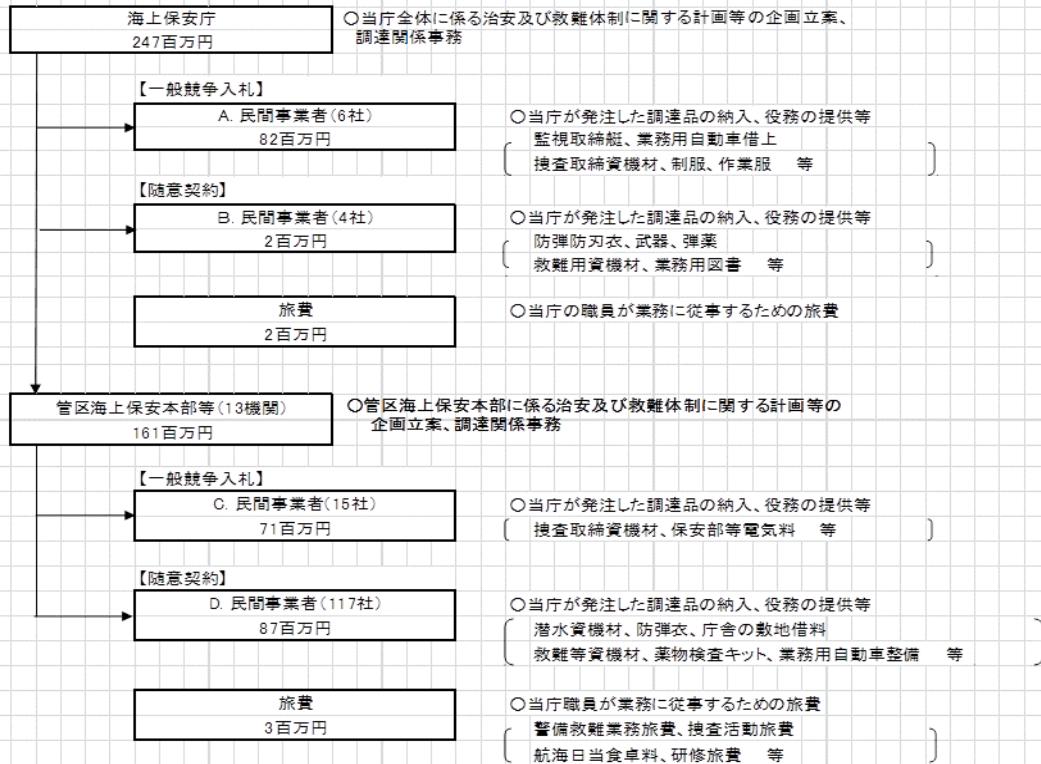 海上保安庁
247百万円
○当庁全体に係る治安及び救難体制に関する計画等の企画立案、
調達関係事務
【一般競争入札】
A. 民間事業者(6社)
82百万円
○当庁が発注した調達品の納入、役務の提供等
監視取締艇、業務用自動車借上
捜査取締資機材、制服、作業服 等
【随意契約】
B. 民間事業者(4社)
2百万円
○当庁が発注した調達品の納入、役務の提供等
防弾防刃衣、武器、弾薬
救難用資機材、業務用図書 等
旅費
2百万円
○当庁の職員が業務に従事するための旅費
管区海上保安本部等(13機関)
161百万円
○管区海上保安本部に係る治安及び救難体制に関する計画等の
企画立案、調達関係事務
【一般競争入札】
C. 民間事業者(15社)
71百万円
○当庁が発注した調達品の納入、役務の提供等
捜査取締資機材、保安部等電気料 等
【随意契約】
D. 民間事業者(117社)
87百万円
○当庁が発注した調達品の納入、役務の提供等
潜水資機材、防弾衣、庁舎の敷地借料
救難等資機材、薬物検査キット、業務用自動車整備 等
旅費
3百万円
○当庁職員が業務に従事するための旅費
警備救難業務旅費、捜査活動旅費
航海日当食卓料、研修旅費 等